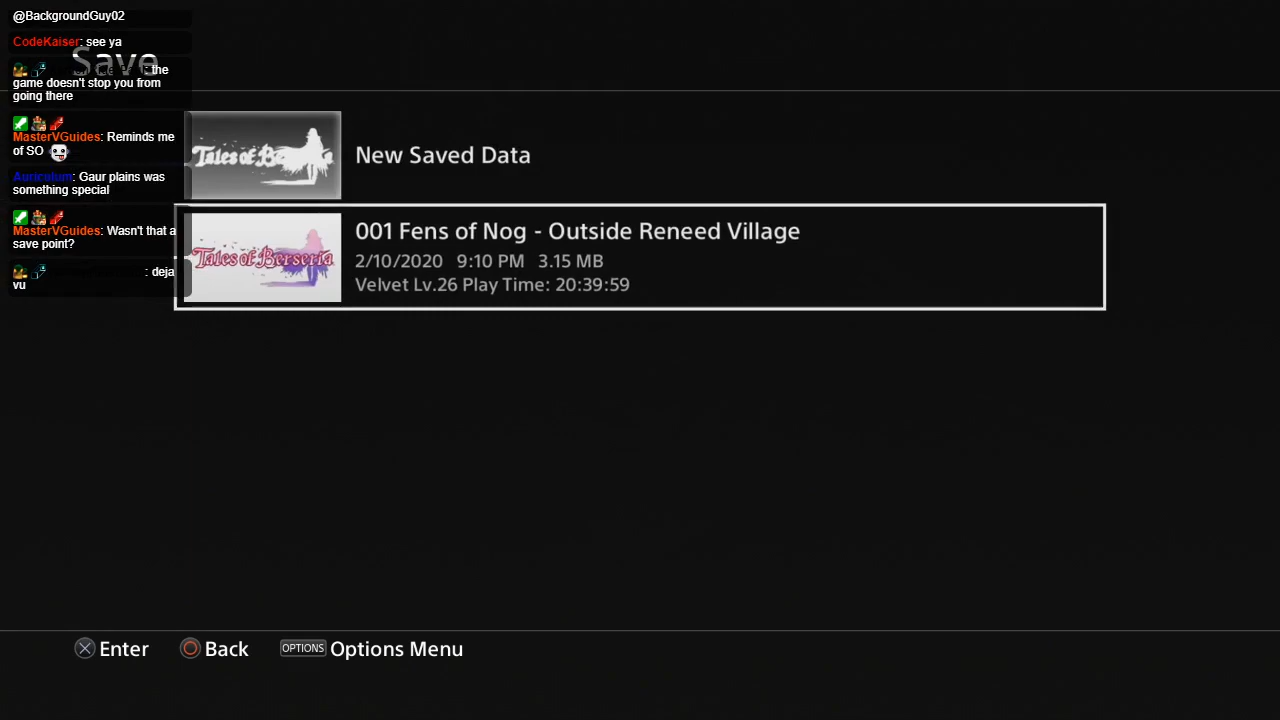 @BackgroundGuy02
CodeKaiser: see ya
Save
the
game doesn't stop you from
going there
MasterVGuides: Reminds me
of SO
Auriculum: Gaur plains was
something special
MasterVGuides: Wasn't that a
save point?
: deja
vu
Tales of Berseria
New Saved Data
Tales of Berseria
001 Fens of Nog - Outside Reneed Village
2/10/2020 9:10 PM 3.15 MB
Velvet Lv.26 Play Time: 20:39:59
Enter
Back
OPTIONS Options Menu